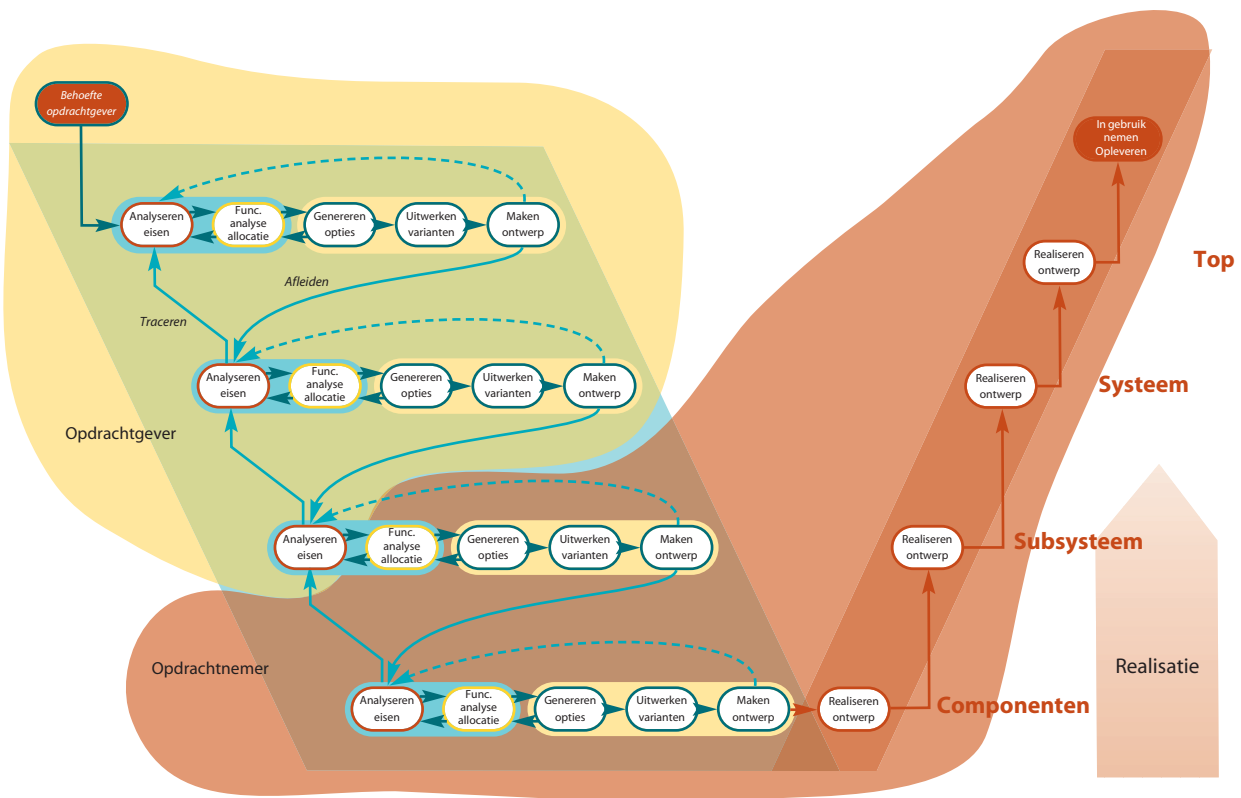 Behoefte
opdrachtgever
In gebruik
nemen
Opleveren
Analyseren
eisen
Func.
analyse
allocatie
Genereren
opties
Uitwerken
varianten
Maken
ontwerp
Realiseren
ontwerp
Top
Afleiden
Traceren
Analyseren
eisen
Func.
analyse
allocatie
Genereren
opties
Uitwerken
varianten
Maken
ontwerp
Realiseren
ontwerp
Systeem
Opdrachtgever
Analyseren
eisen
Func.
analyse
allocatie
Genereren
opties
Uitwerken
varianten
Maken
ontwerp
Realiseren
ontwerp
Subsysteem
Opdrachtnemer
Analyseren
eisen
Func.
analyse
allocatie
Genereren
opties
Uitwerken
varianten
Maken
ontwerp
Realiseren
ontwerp
Componenten
Realisatie